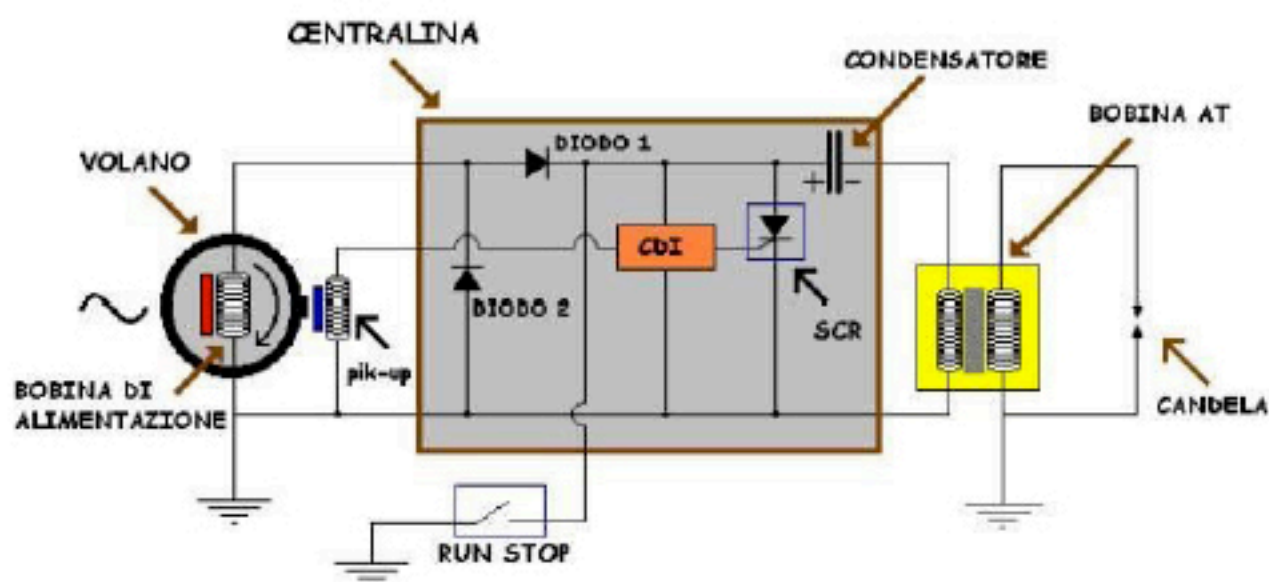 CENTRALINA
CONDENSATORE
BOBINA AT
VOLANO
DIODO 1
+ -
CDI
DIODO 2
SCR
pik-up
BOBINA DI
ALIMENTAZIONE
CANDELA
RUN STOP